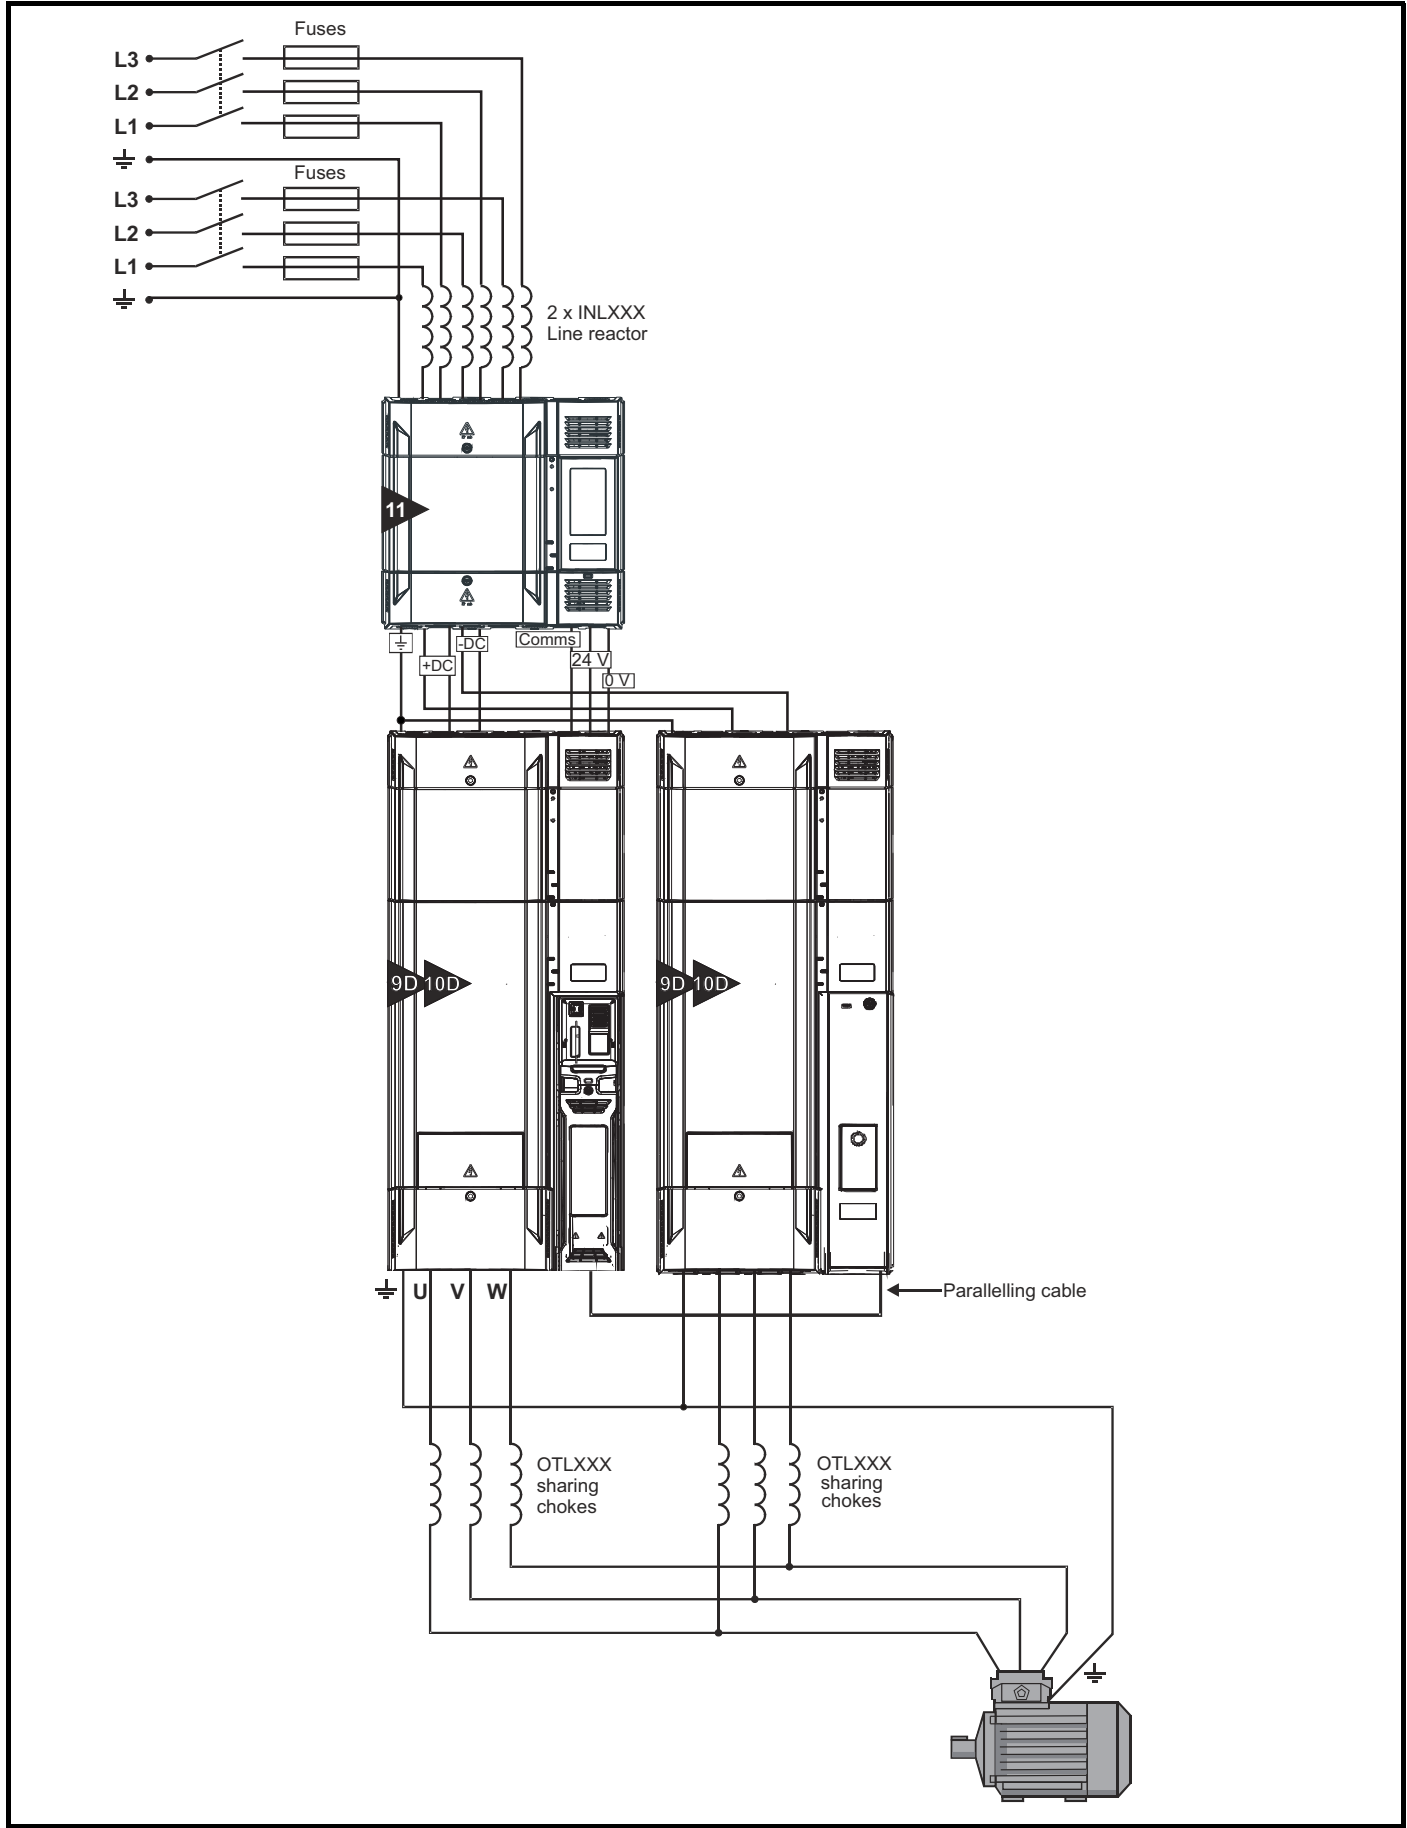 Fuses
L3
L2
L1
Fuses
L3
L2
L1
2 x INLXXX
Line reactor
11
-DC
Comms
+DC
24 V
0 V
9D 10D
9D 10D
U V W
Parallelling cable
OTLXXX
sharing
chokes
OTLXXX
sharing
chokes